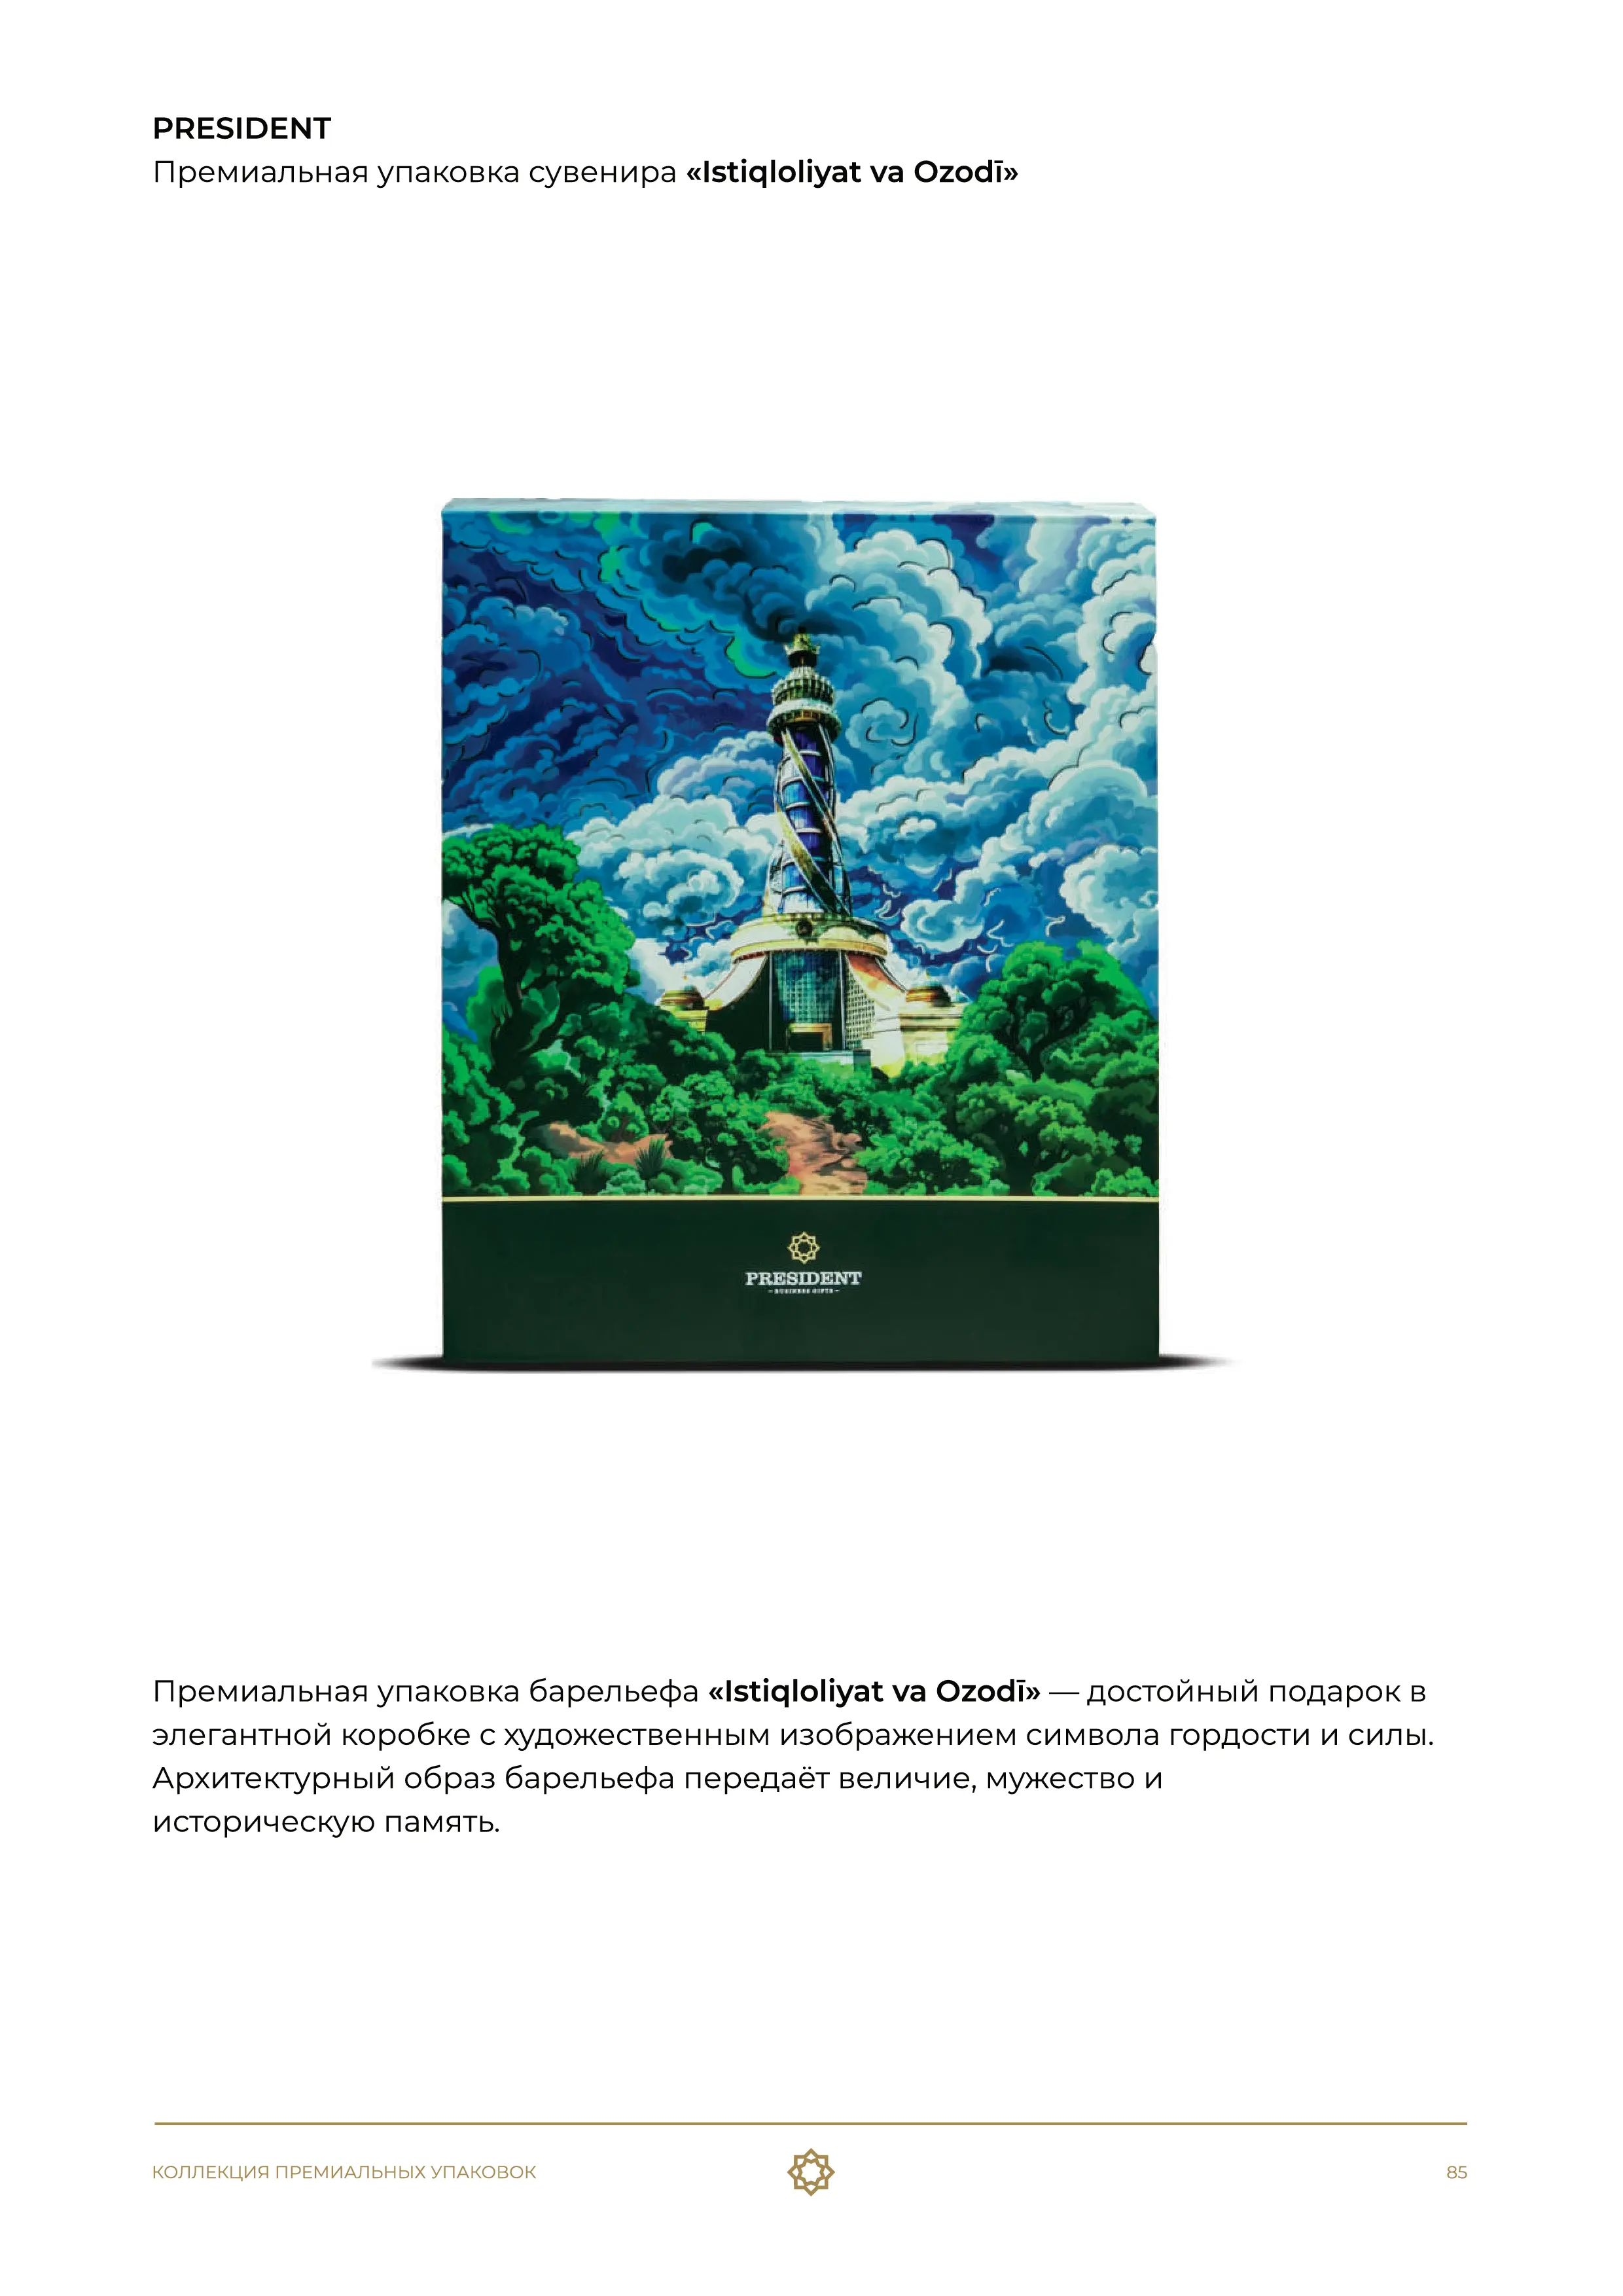 PRESIDENT
Премиальная упаковка сувенира «Istiqloliyat va Ozodī»
PRESIDENT
– BUSINESS GIFTS –
Премиальная упаковка барельефа «Istiqloliyat va Ozodī» — достойный подарок в
элегантной коробке с художественным изображением символа гордости и силы.
Архитектурный образ барельефа передаёт величие, мужество и
историческую память.
КОЛЛЕКЦИЯ ПРЕМИАЛЬНЫХ УПАКОВОК
85